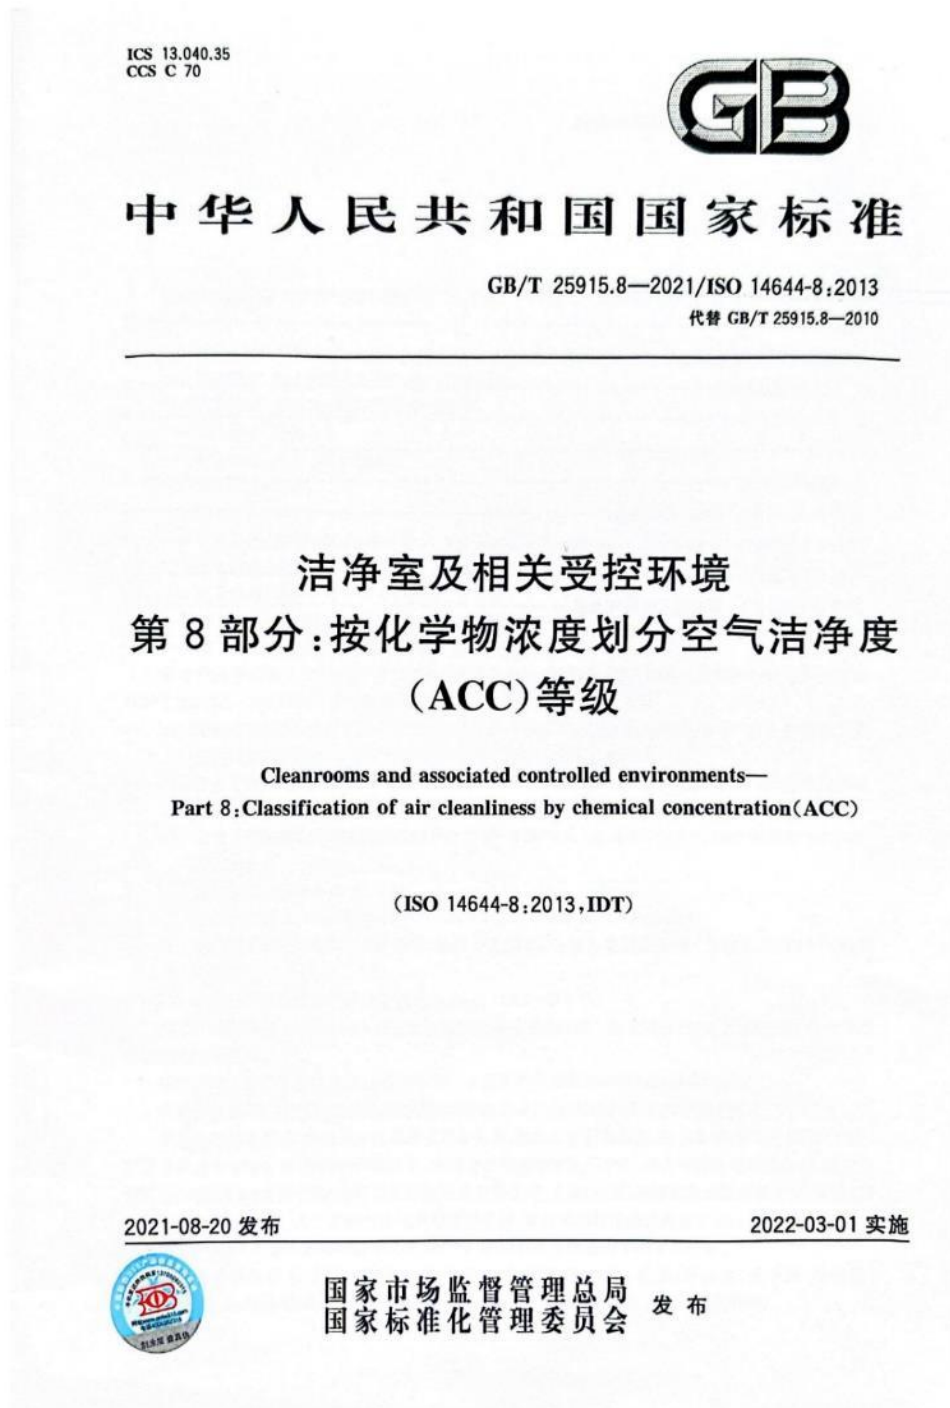 ICS 13.040.35
CCS C 70
GB
中华人民共和国国家标准
GB/T 25915.8—2021/ISO 14644-8:2013
代替 GB/T 25915.8—2010
洁净室及相关受控环境
第 8 部分:按化学物浓度划分空气洁净度
(ACC)等级
Cleanrooms and associated controlled environments—
Part 8:Classification of air cleanliness by chemical concentration(ACC)
(ISO 14644-8:2013,IDT)
2021-08-20 发布
2022-03-01 实施
国家市场监督管理总局
国家标准化管理委员会
发布